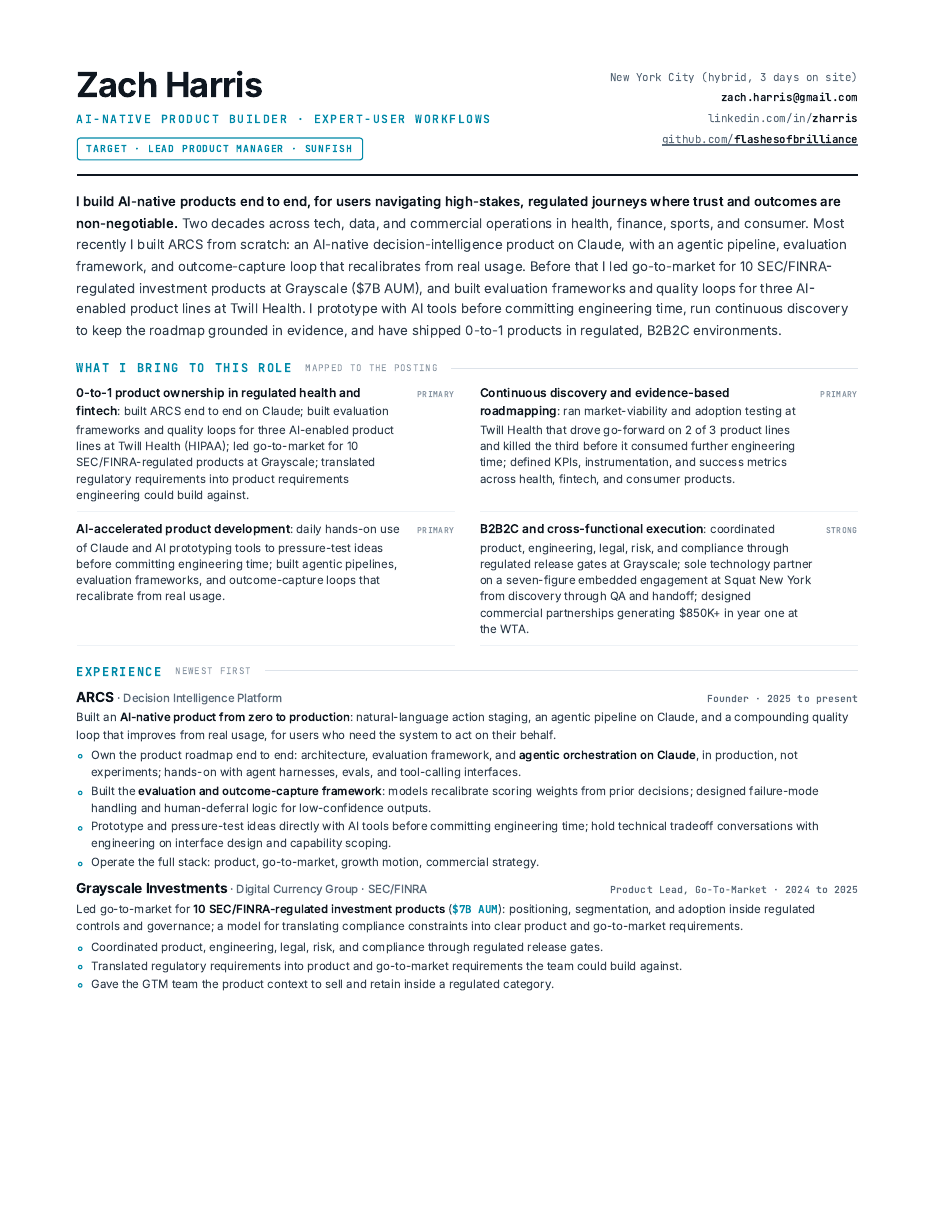 Zach Harris
AI-NATIVE PRODUCT BUILDER · EXPERT-USER WORKFLOWS
TARGET · LEAD PRODUCT MANAGER · SUNFISH
New York City (hybrid, 3 days on site)
zach.harris@gmail.com
linkedin.com/in/zharris
github.com/flashesofbrilliance
I build AI-native products end to end, for users navigating high-stakes, regulated journeys where trust and outcomes are
non-negotiable. Two decades across tech, data, and commercial operations in health, finance, sports, and consumer. Most
recently I built ARCS from scratch: an AI-native decision-intelligence product on Claude, with an agentic pipeline, evaluation
framework, and outcome-capture loop that recalibrates from real usage. Before that I led go-to-market for 10 SEC/FINRA-
regulated investment products at Grayscale ($7B AUM), and built evaluation frameworks and quality loops for three AI-
enabled product lines at Twill Health. I prototype with AI tools before committing engineering time, run continuous discovery
to keep the roadmap grounded in evidence, and have shipped 0-to-1 products in regulated, B2B2C environments.
WHAT I BRING TO THIS ROLE MAPPED TO THE POSTING
0-to-1 product ownership in regulated health and PRIMARY
fintech: built ARCS end to end on Claude; built evaluation
frameworks and quality loops for three AI-enabled product
lines at Twill Health (HIPAA); led go-to-market for 10
SEC/FINRA-regulated products at Grayscale; translated
regulatory requirements into product requirements
engineering could build against.
Continuous discovery and evidence-based PRIMARY
roadmapping: ran market-viability and adoption testing at
Twill Health that drove go-forward on 2 of 3 product lines
and killed the third before it consumed further engineering
time; defined KPIs, instrumentation, and success metrics
across health, fintech, and consumer products.
AI-accelerated product development: daily hands-on use PRIMARY
of Claude and AI prototyping tools to pressure-test ideas
before committing engineering time; built agentic pipelines,
evaluation frameworks, and outcome-capture loops that
recalibrate from real usage.
B2B2C and cross-functional execution: coordinated STRONG
product, engineering, legal, risk, and compliance through
regulated release gates at Grayscale; sole technology partner
on a seven-figure embedded engagement at Squat New York
from discovery through QA and handoff; designed
commercial partnerships generating $850K+ in year one at
the WTA.
EXPERIENCE NEWEST FIRST
ARCS · Decision Intelligence Platform Founder · 2025 to present
Built an AI-native product from zero to production: natural-language action staging, an agentic pipeline on Claude, and a compounding quality
loop that improves from real usage, for users who need the system to act on their behalf.
Own the product roadmap end to end: architecture, evaluation framework, and agentic orchestration on Claude, in production, not
experiments; hands-on with agent harnesses, evals, and tool-calling interfaces.
Built the evaluation and outcome-capture framework: models recalibrate scoring weights from prior decisions; designed failure-mode
handling and human-deferral logic for low-confidence outputs.
Prototype and pressure-test ideas directly with AI tools before committing engineering time; hold technical tradeoff conversations with
engineering on interface design and capability scoping.
Operate the full stack: product, go-to-market, growth motion, commercial strategy.
Grayscale Investments · Digital Currency Group · SEC/FINRA Product Lead, Go-To-Market · 2024 to 2025
Led go-to-market for 10 SEC/FINRA-regulated investment products ($7B AUM): positioning, segmentation, and adoption inside regulated
controls and governance; a model for translating compliance constraints into clear product and go-to-market requirements.
Coordinated product, engineering, legal, risk, and compliance through regulated release gates.
Translated regulatory requirements into product and go-to-market requirements the team could build against.
Gave the GTM team the product context to sell and retain inside a regulated category.